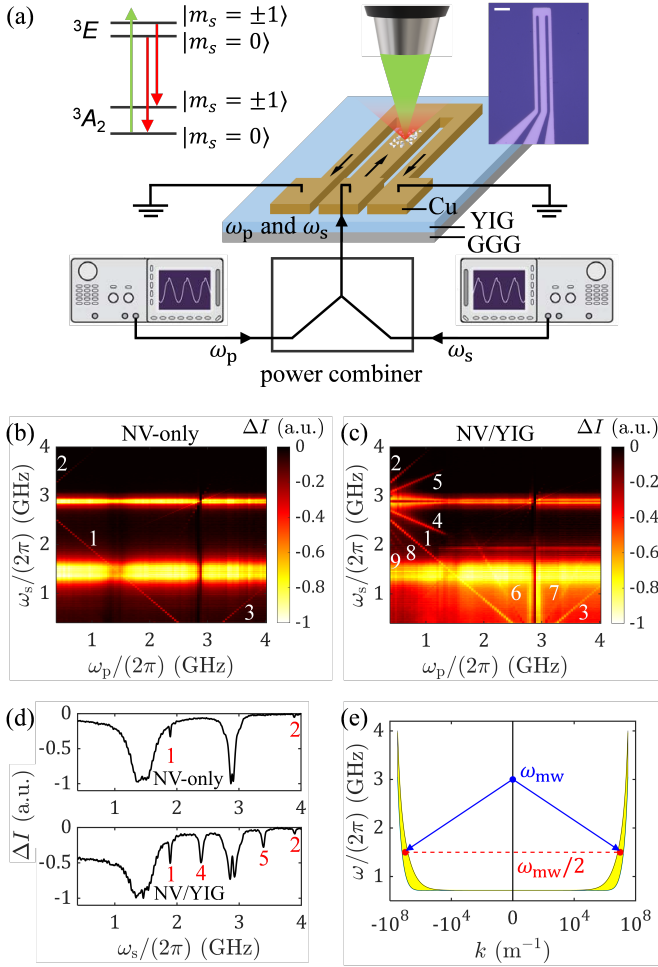 (a)
³E
|mₛ = ±1⟩
|mₛ = 0⟩
³A₂
|mₛ = ±1⟩
|mₛ = 0⟩
Cu
ωₚ and ωₛ
YIG
GGG
ωₚ
ωₛ
power combiner
(b)
NV-only
ΔI (a.u.)
ωₛ/(2π) (GHz)
4
3
2
1
2
1
3
1
2
3
4
ωₚ/(2π) (GHz)
0
-0.2
-0.4
-0.6
-0.8
-1
(c)
NV/YIG
ΔI (a.u.)
ωₛ/(2π) (GHz)
4
3
2
1
2
5
4
1
8
9
6
7
3
1
2
3
4
ωₚ/(2π) (GHz)
0
-0.2
-0.4
-0.6
-0.8
-1
(d)
ΔI (a.u.)
0
-0.5
-1
1
2
NV-only
1
2
3
4
0
-0.5
-1
1
4
5
2
NV/YIG
1
2
3
4
ωₛ/(2π) (GHz)
(e)
ω/(2π) (GHz)
4
3
2
1
ω_mw
ω_mw/2
-10⁸
-10⁴
0
10⁴
10⁸
k (m⁻¹)